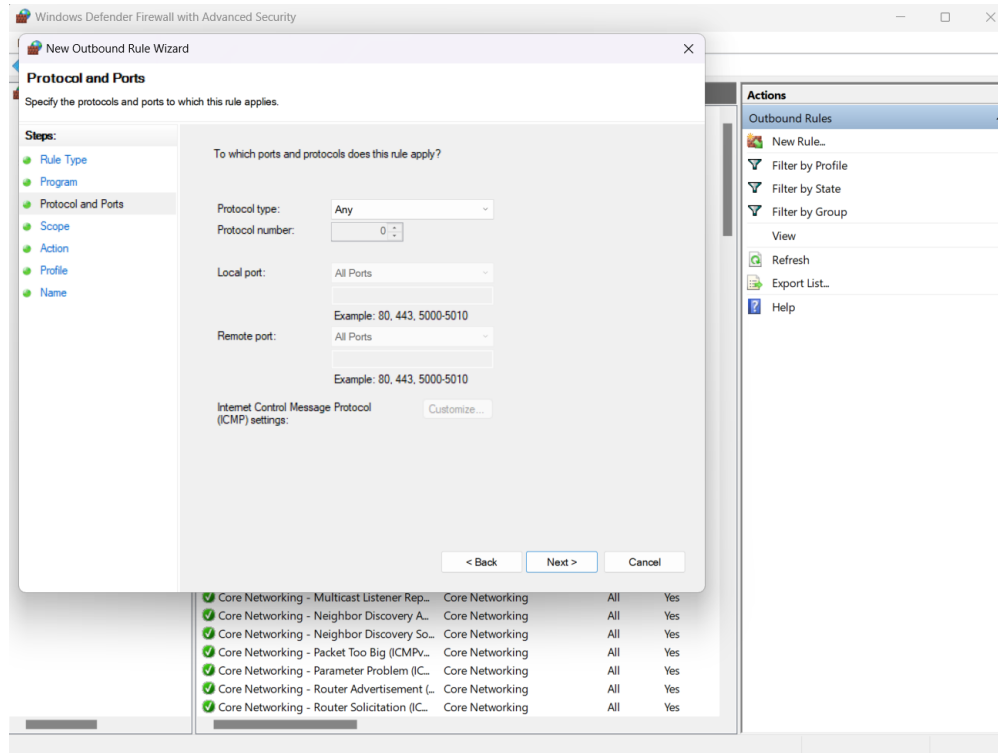 Windows Defender Firewall with Advanced Security
New Outbound Rule Wizard
Protocol and Ports
Specify the protocols and ports to which this rule applies.
Steps:
Rule Type
Program
Protocol and Ports
Scope
Action
Profile
Name
To which ports and protocols does this rule apply?
Protocol type: Any
Protocol number: 0
Local port: All Ports
Example: 80, 443, 5000-5010
Remote port: All Ports
Example: 80, 443, 5000-5010
Internet Control Message Protocol
(ICMP) settings:
Customize...
< Back Next > Cancel
Actions
Outbound Rules
New Rule...
Filter by Profile
Filter by State
Filter by Group
View
Refresh
Export List...
Help
Core Networking - Multicast Listener Rep... Core Networking All Yes
Core Networking - Neighbor Discovery A... Core Networking All Yes
Core Networking - Neighbor Discovery So... Core Networking All Yes
Core Networking - Packet Too Big (ICMPv... Core Networking All Yes
Core Networking - Parameter Problem (IC... Core Networking All Yes
Core Networking - Router Advertisement (... Core Networking All Yes
Core Networking - Router Solicitation (IC... Core Networking All Yes